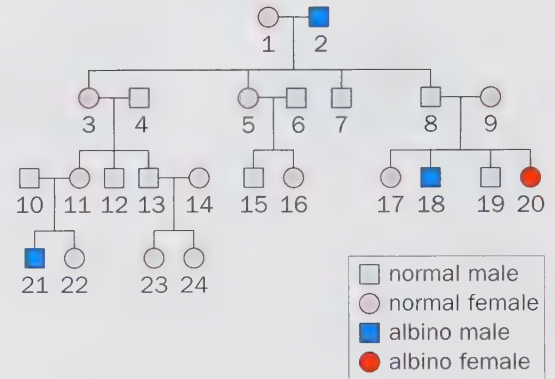 1 2
3 4 5 6 7 8 9
10 11 12 13 14 15 16 17 18 19 20
21 22 23 24
normal male
normal female
albino male
albino female